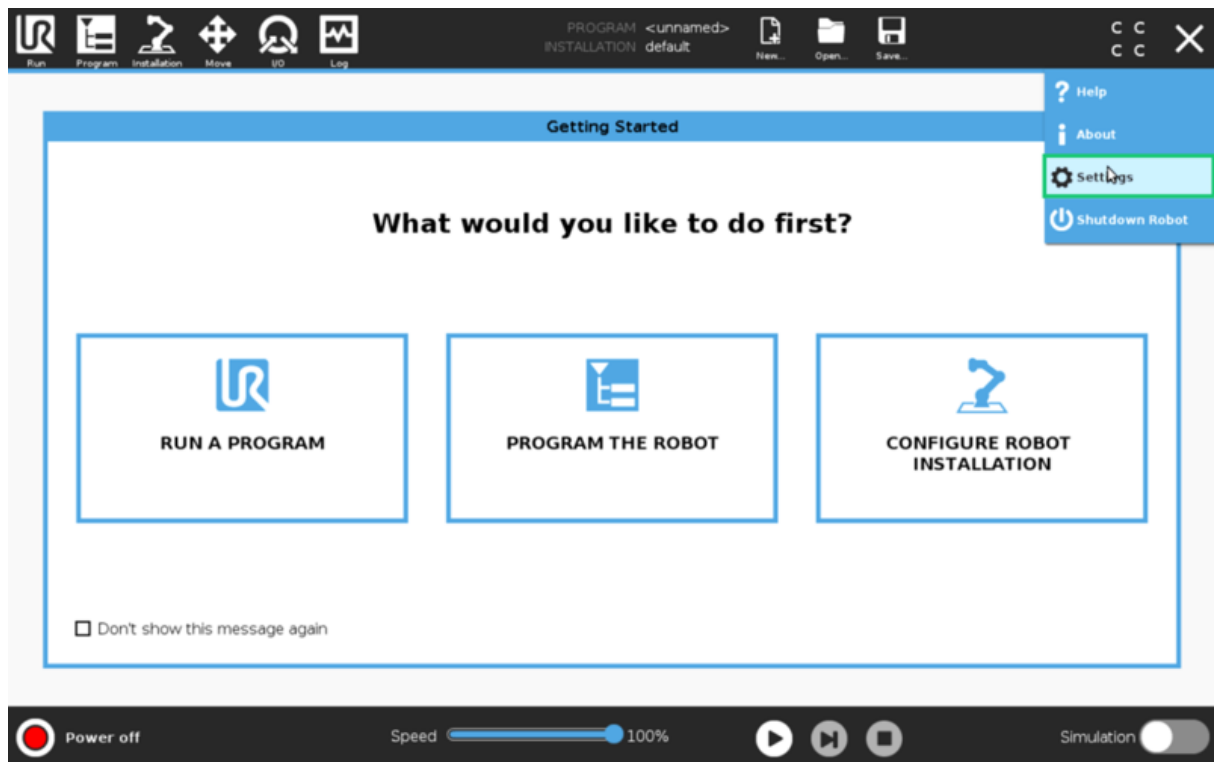 PROGRAM <unnamed>
INSTALLATION default
Run Program Installation Move I/O Log New... Open... Save...
C C
C C
Help
About
Settings
Shutdown Robot
Getting Started
What would you like to do first?
RUN A PROGRAM
PROGRAM THE ROBOT
CONFIGURE ROBOT
INSTALLATION
Don't show this message again
Power off Speed 100% Simulation